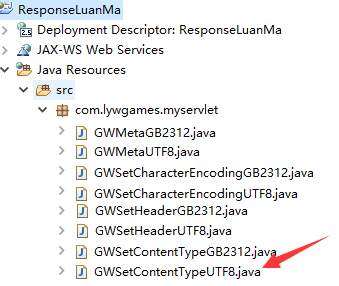 ResponseLuanMa
Deployment Descriptor: ResponseLuanMa
JAX-WS Web Services
Java Resources
src
com.lywgames.myservlet
GWMetaGB2312.java
GWMetaUTF8.java
GWSetCharacterEncodingGB2312.java
GWSetCharacterEncodingUTF8.java
GWSetHeaderGB2312.java
GWSetHeaderUTF8.java
GWSetContentTypeGB2312.java
GWSetContentTypeUTF8.java